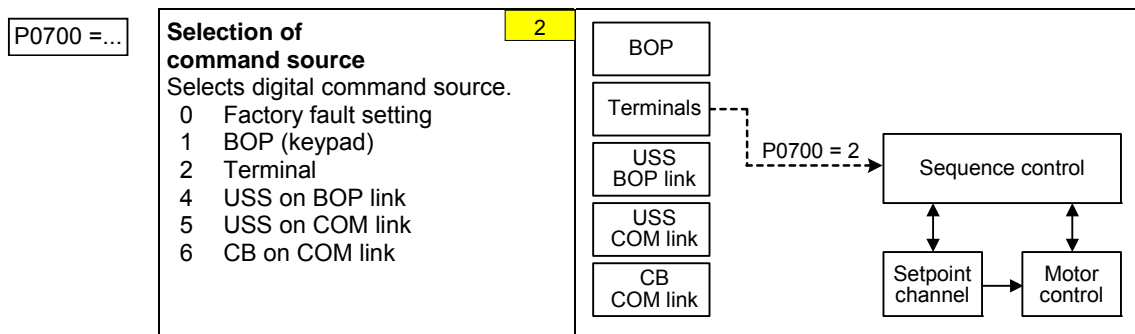 P0700 =...
Selection of
command source
2
Selects digital command source.
0 Factory fault setting
1 BOP (keypad)
2 Terminal
4 USS on BOP link
5 USS on COM link
6 CB on COM link
BOP
Terminals
USS
BOP link
USS
COM link
CB
COM link
P0700 = 2
Sequence control
Setpoint
channel
Motor
control